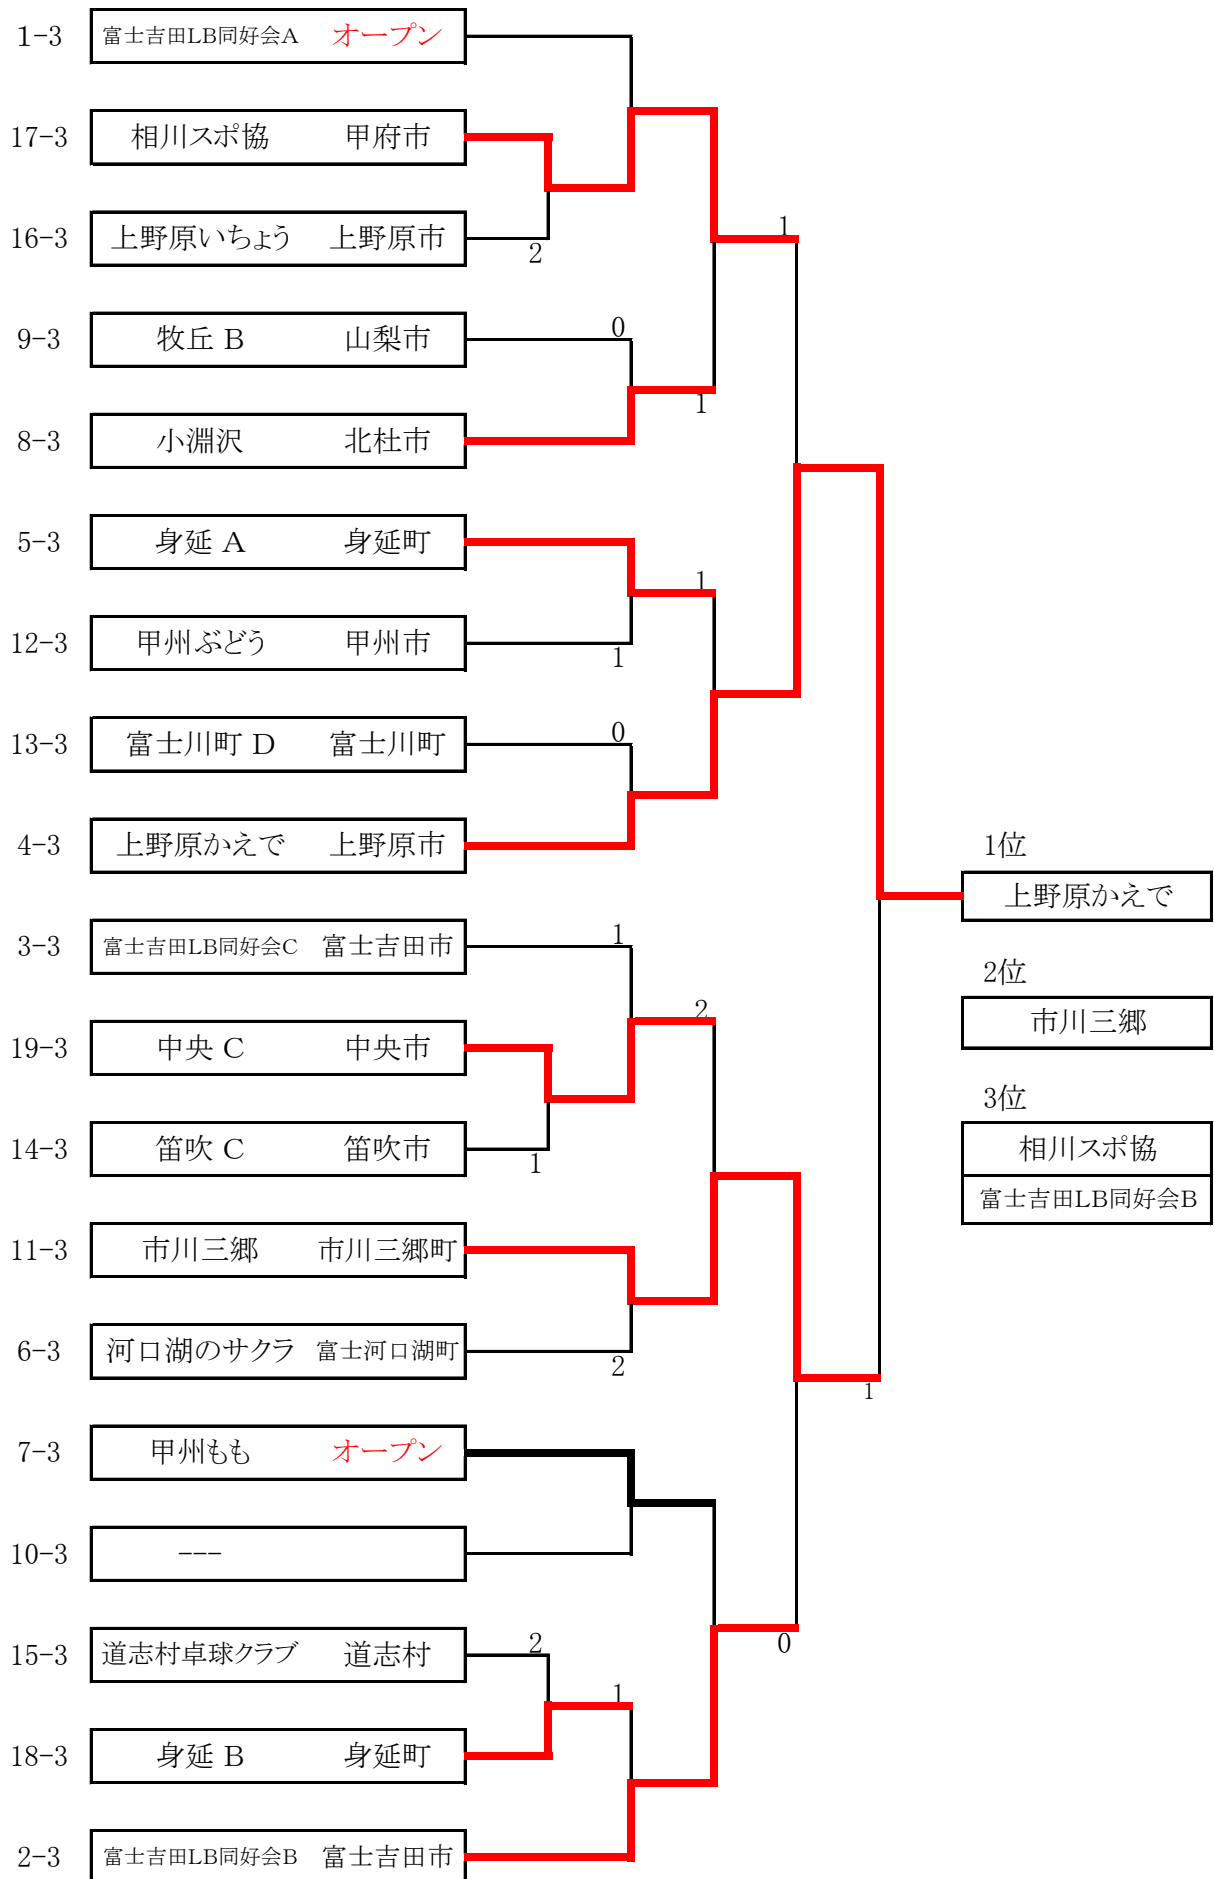 1-3 富士吉田LB同好会A オープン
17-3 相川スポ協 甲府市
1
16-3 上野原いちょう 上野原市
2
0
9-3 牧丘 B 山梨市
1
8-3 小淵沢 北杜市
5-3 身延 A 身延町
1
12-3 甲州ぶどう 甲州市
1
0
13-3 富士川町 D 富士川町
4-3 上野原かえで 上野原市
1位
上野原かえで
3-3 富士吉田LB同好会C 富士吉田市
1
2位
2
市川三郷
19-3 中央 C 中央市
3位
14-3 笛吹 C 笛吹市
1
相川スポ協
富士吉田LB同好会B
11-3 市川三郷 市川三郷町
6-3 河口湖のサクラ 富士河口湖町
2
1
7-3 甲州もも オープン
10-3 ---
2
0
15-3 道志村卓球クラブ 道志村
1
18-3 身延 B 身延町
2-3 富士吉田LB同好会B 富士吉田市